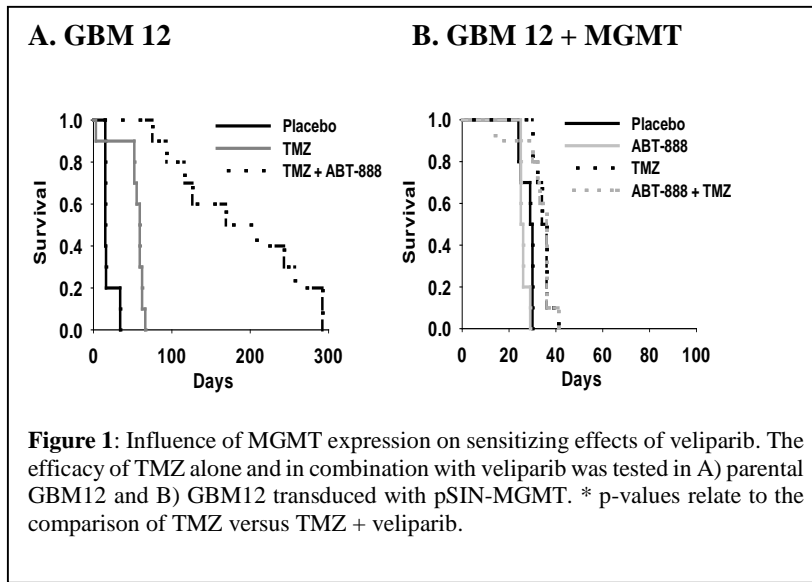 A. GBM 12
B. GBM 12 + MGMT
1.0
0.8
0.6
0.4
0.2
0.0
Survival
0 100 200 300
Days
Placebo
TMZ
TMZ + ABT-888
1.0
0.8
0.6
0.4
0.2
0.0
Survival
0 20 40 60 80 100
Days
Placebo
ABT-888
TMZ
ABT-888 + TMZ
Figure 1: Influence of MGMT expression on sensitizing effects of veliparib. The
efficacy of TMZ alone and in combination with veliparib was tested in A) parental
GBM12 and B) GBM12 transduced with pSIN-MGMT. * p-values relate to the
comparison of TMZ versus TMZ + veliparib.